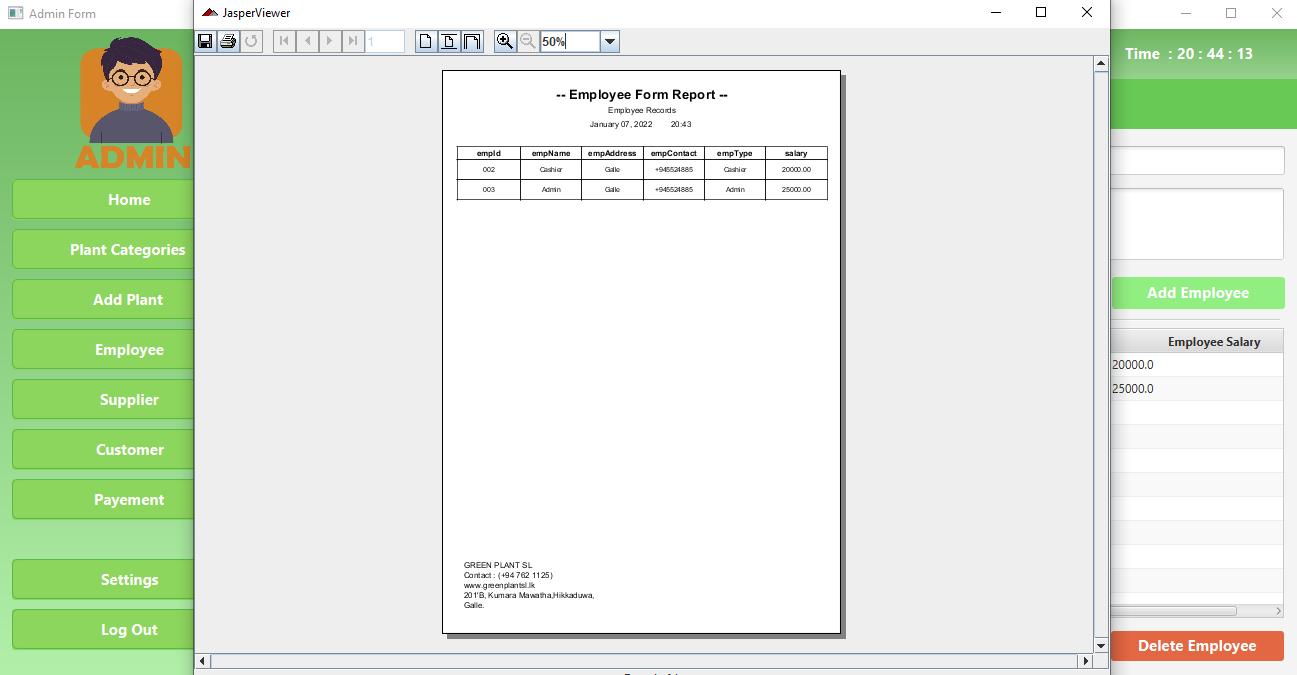 Admin Form
JasperViewer
1
50%
Time : 20 : 44 : 13
ADMIN
Home
Plant Categories
Add Plant
Employee
Supplier
Customer
Payement
Settings
Log Out
-- Employee Form Report --
Employee Records
January 07, 2022 20:43
empId empName empAddress empContact empType salary
002 Cashier Galle +945524885 Cashier 20000.00
003 Admin Galle +945524885 Admin 25000.00
GREEN PLANT SL
Contact : (+94 762 1125)
www.greenplantsl.lk
201'B, Kumara Mawatha,Hikkaduwa,
Galle.
Add Employee
Employee Salary
20000.0
25000.0
Delete Employee